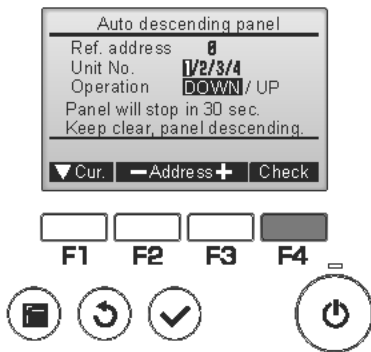 Auto descending panel
Ref. address 0
Unit No. 1/2/3/4
Operation DOWN / UP
Panel will stop in 30 sec.
Keep clear, panel descending.
▼Cur. −Address+ Check
F1 F2 F3 F4